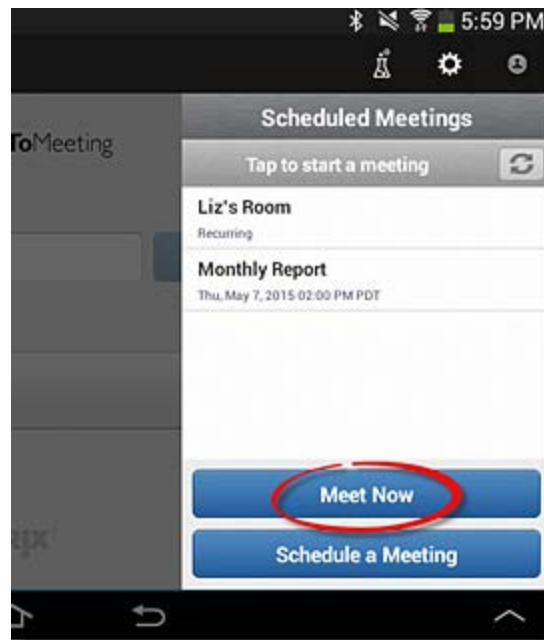 5:59 PM
Scheduled Meetings
ToMeeting
Tap to start a meeting
Liz's Room
Recurring
Monthly Report
Thu, May 7, 2015 02:00 PM PDT
Meet Now
Schedule a Meeting
rix